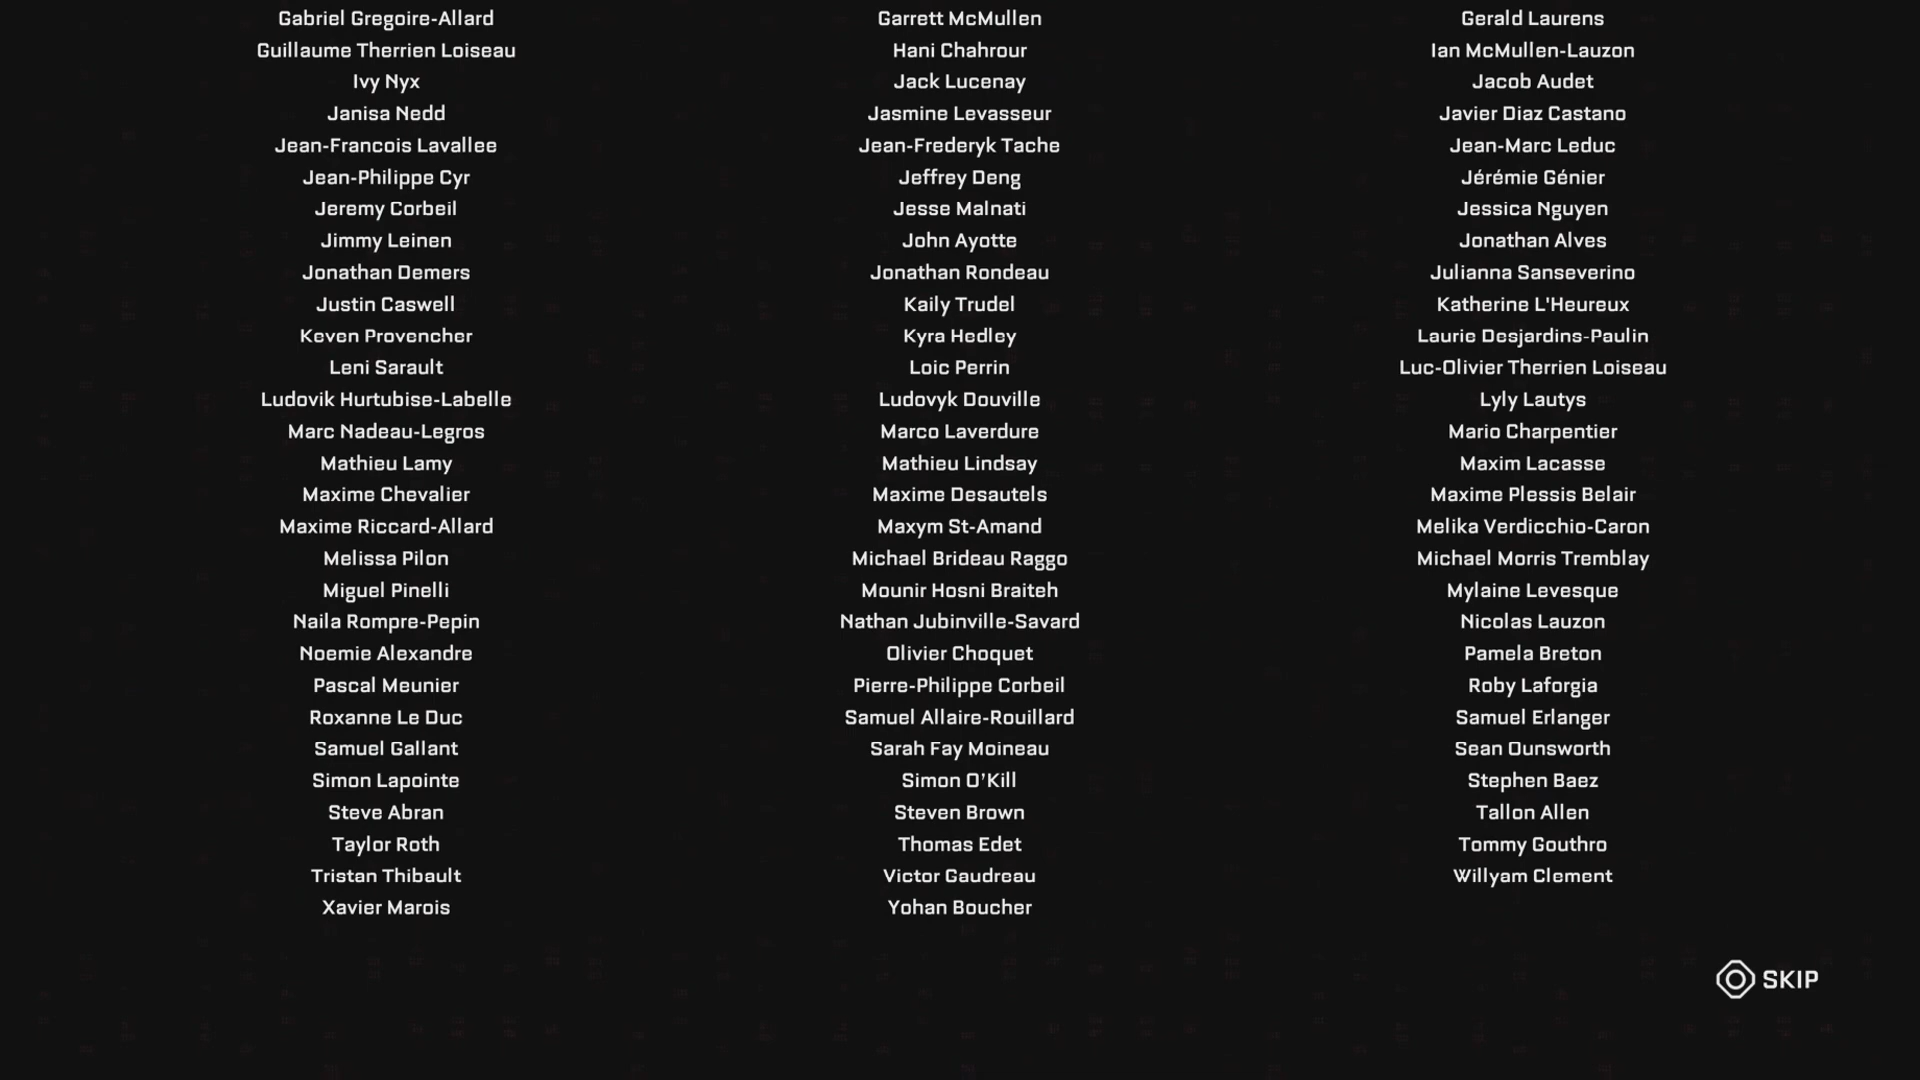 Gabriel Gregoire-Allard Garrett McMullen Gerald Laurens
Guillaume Therrien Loiseau Hani Chahrour Ian McMullen-Lauzon
Ivy Nyx Jack Lucenay Jacob Audet
Janisa Nedd Jasmine Levasseur Javier Diaz Castano
Jean-Francois Lavallee Jean-Frederyk Tache Jean-Marc Leduc
Jean-Philippe Cyr Jeffrey Deng Jérémie Génier
Jeremy Corbeil Jesse Malnati Jessica Nguyen
Jimmy Leinen John Ayotte Jonathan Alves
Jonathan Demers Jonathan Rondeau Julianna Sanseverino
Justin Caswell Kaily Trudel Katherine L'Heureux
Keven Provencher Kyra Hedley Laurie Desjardins-Paulin
Leni Sarault Loic Perrin Luc-Olivier Therrien Loiseau
Ludovik Hurtubise-Labelle Ludovyk Douville Lyly Lautys
Marc Nadeau-Legros Marco Laverdure Mario Charpentier
Mathieu Lamy Mathieu Lindsay Maxim Lacasse
Maxime Chevalier Maxime Desautels Maxime Plessis Belair
Maxime Riccard-Allard Maxym St-Amand Melika Verdicchio-Caron
Melissa Pilon Michael Brideau Raggo Michael Morris Tremblay
Miguel Pinelli Mounir Hosni Braiteh Mylaine Levesque
Naila Rompre-Pepin Nathan Jubinville-Savard Nicolas Lauzon
Noemie Alexandre Olivier Choquet Pamela Breton
Pascal Meunier Pierre-Philippe Corbeil Roby Laforgia
Roxanne Le Duc Samuel Allaire-Rouillard Samuel Erlanger
Samuel Gallant Sarah Fay Moineau Sean Ounsworth
Simon Lapointe Simon O’Kill Stephen Baez
Steve Abran Steven Brown Tallon Allen
Taylor Roth Thomas Edet Tommy Gouthro
Tristan Thibault Victor Gaudreau Willyam Clement
Xavier Marois Yohan Boucher
SKIP